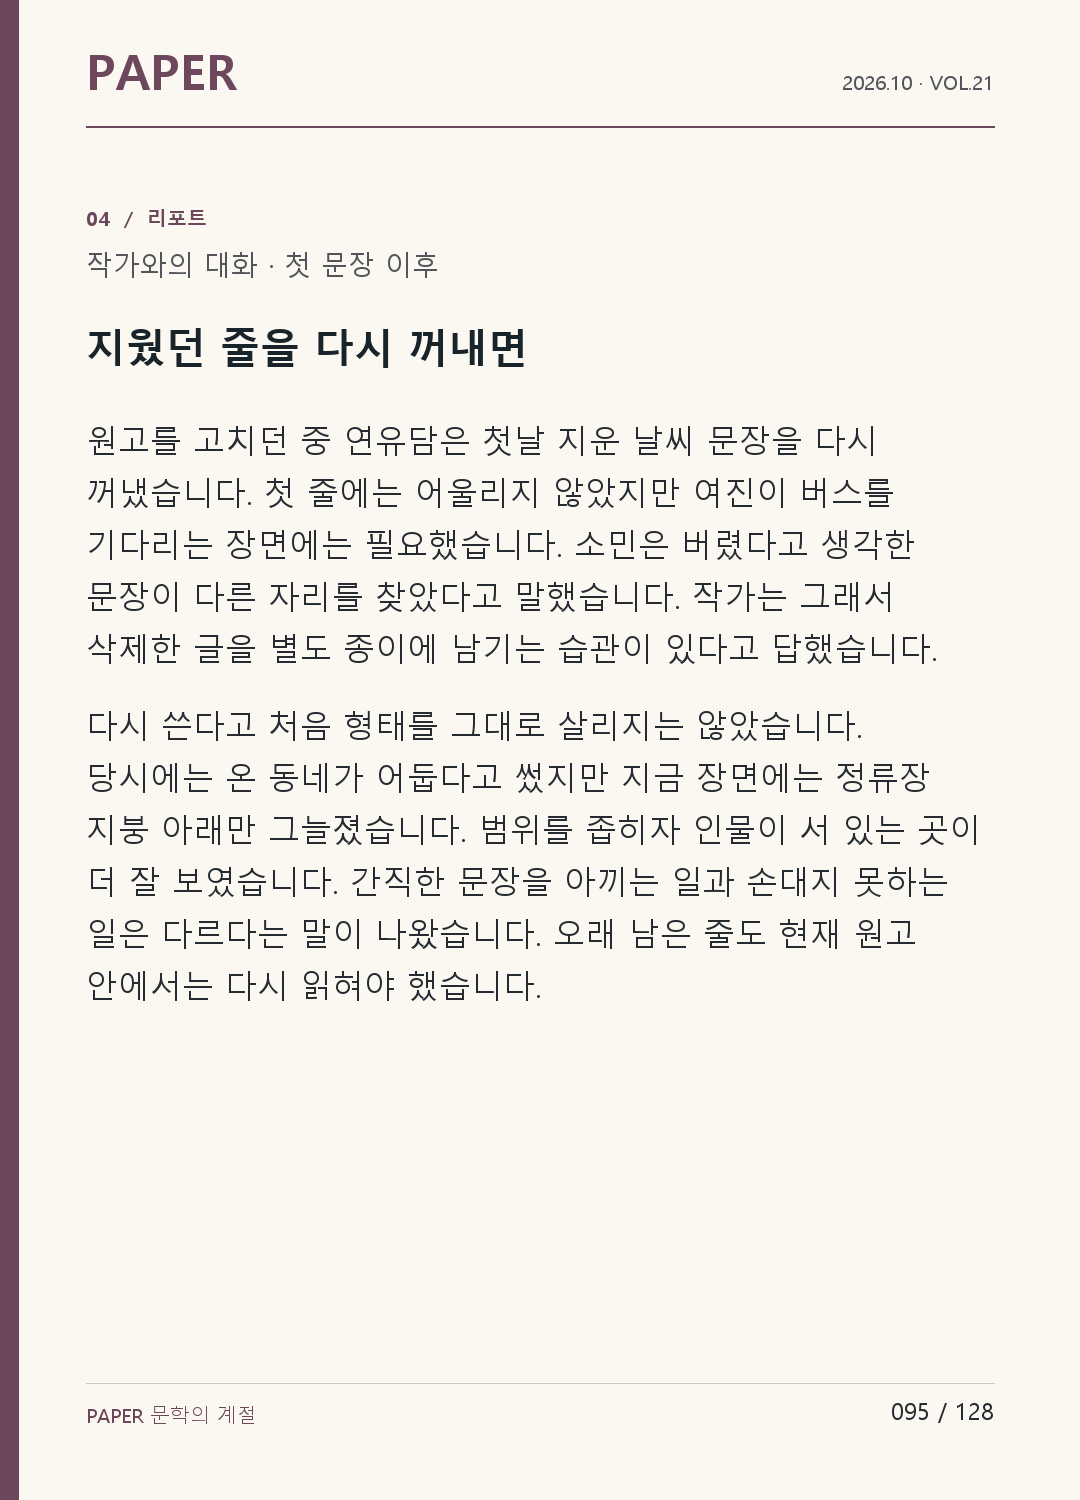 PAPER
2026.10 · VOL.21
04 / 리포트
작가와의 대화 · 첫 문장 이후
지웠던 줄을 다시 꺼내면
원고를 고치던 중 연유담은 첫날 지운 날씨 문장을 다시
꺼냈습니다. 첫 줄에는 어울리지 않았지만 여진이 버스를
기다리는 장면에는 필요했습니다. 소민은 버렸다고 생각한
문장이 다른 자리를 찾았다고 말했습니다. 작가는 그래서
삭제한 글을 별도 종이에 남기는 습관이 있다고 답했습니다.
다시 쓴다고 처음 형태를 그대로 살리지는 않았습니다.
당시에는 온 동네가 어둡다고 썼지만 지금 장면에는 정류장
지붕 아래만 그늘졌습니다. 범위를 좁히자 인물이 서 있는 곳이
더 잘 보였습니다. 간직한 문장을 아끼는 일과 손대지 못하는
일은 다르다는 말이 나왔습니다. 오래 남은 줄도 현재 원고
안에서는 다시 읽혀야 했습니다.
PAPER 문학의 계절
095 / 128